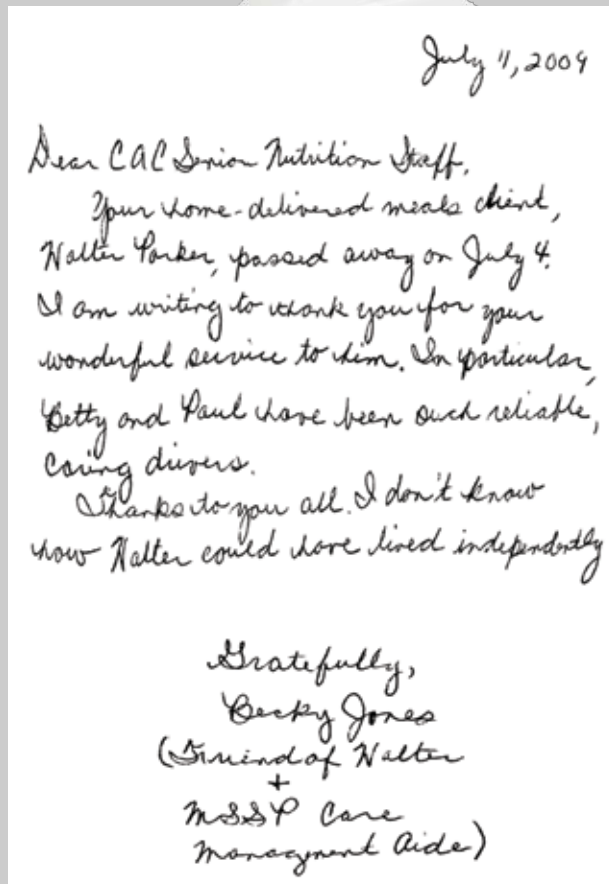 July 11, 2009
Dear CAC Senior Nutrition Staff,
Your home-delivered meals client,
Walter Parker, passed away on July 4.
I am writing to thank you for your
wonderful service to him. In particular,
Betty and Paul have been such reliable,
caring drivers.
Thanks to you all. I don't know
how Walter could have lived independently
Gratefully,
Becky Jones
(Friend of Walter
+
MSSP Care
Management Aide)